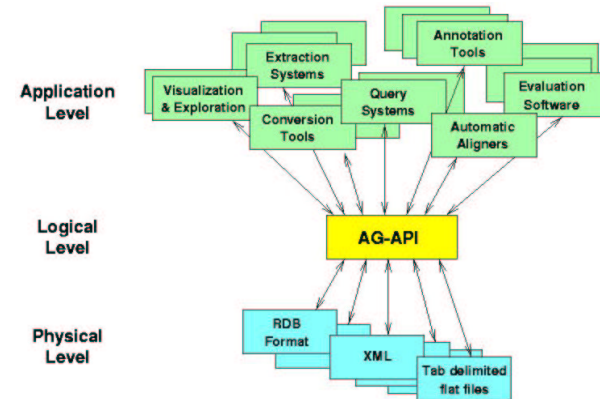 Annotation
Tools
Extraction
Systems
Application
Level
Visualization
& Exploration
Query
Systems
Evaluation
Software
Conversion
Tools
Automatic
Aligners
Logical
Level
AG-API
Physical
Level
RDB
Format
XML
Tab delimited
flat files